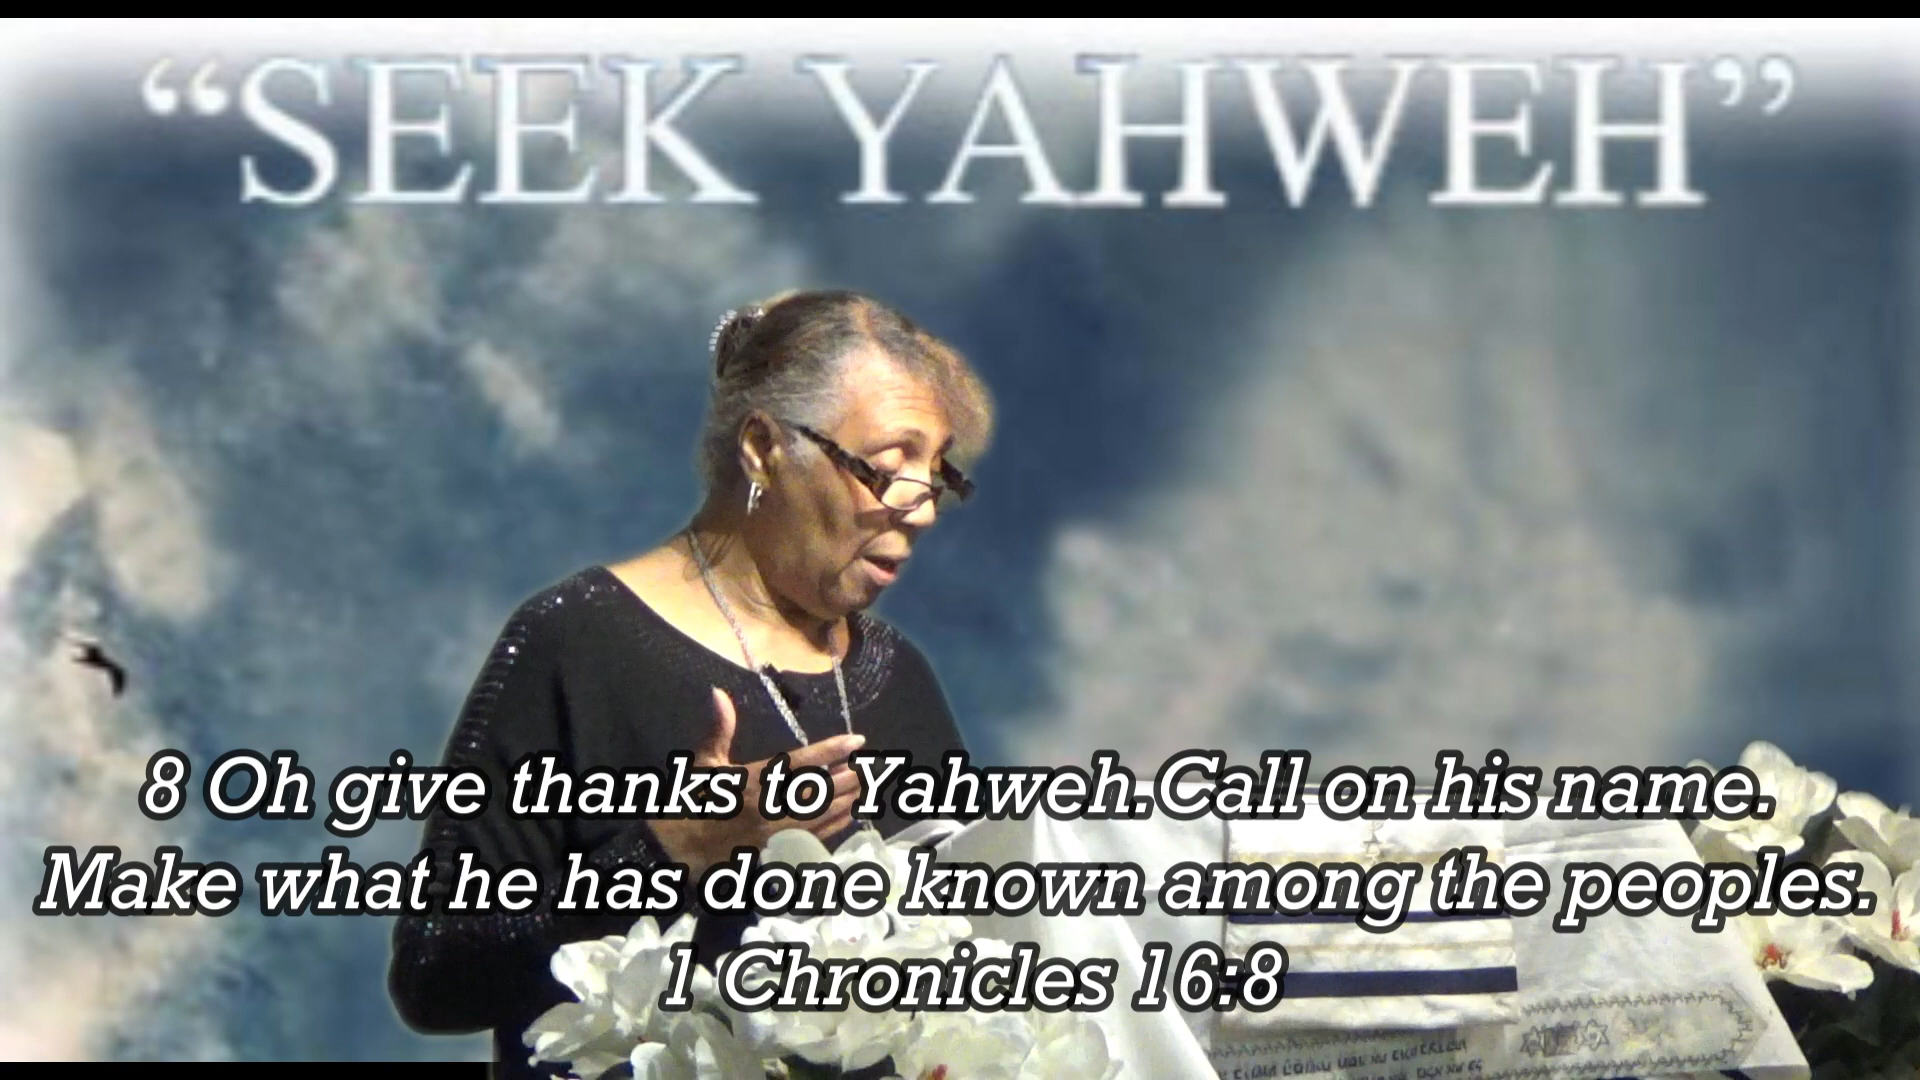 “SEEK YAHWEH”
8 Oh give thanks to Yahweh.Call on his name.
Make what he has done known among the peoples.
1 Chronicles 16:8